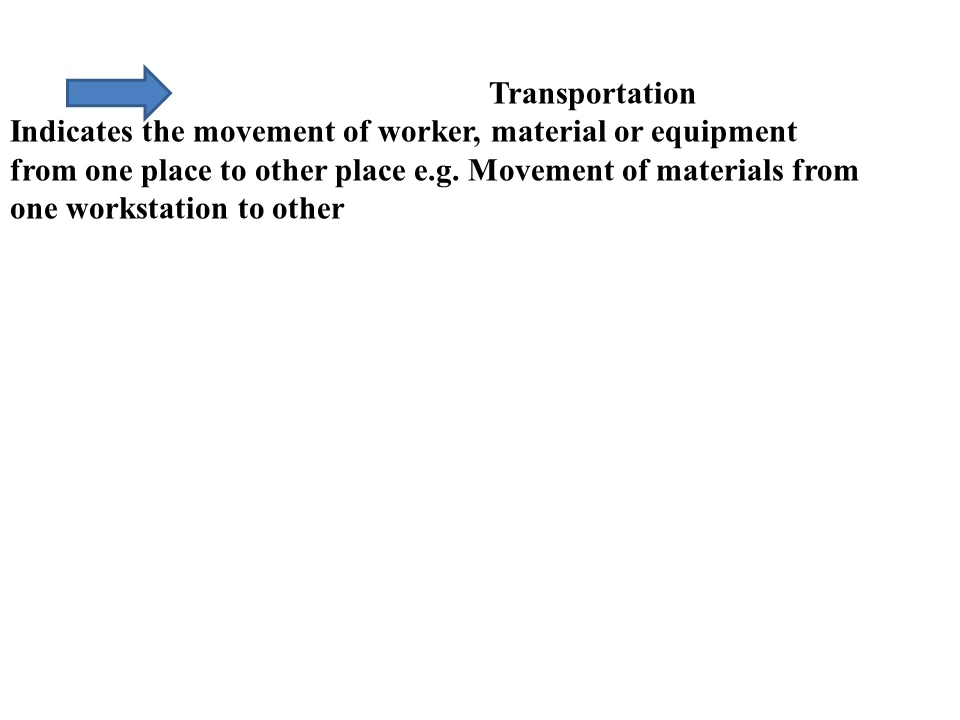 Transportation
Indicates the movement of worker, material or equipment
from one place to other place e.g. Movement of materials from
one workstation to other